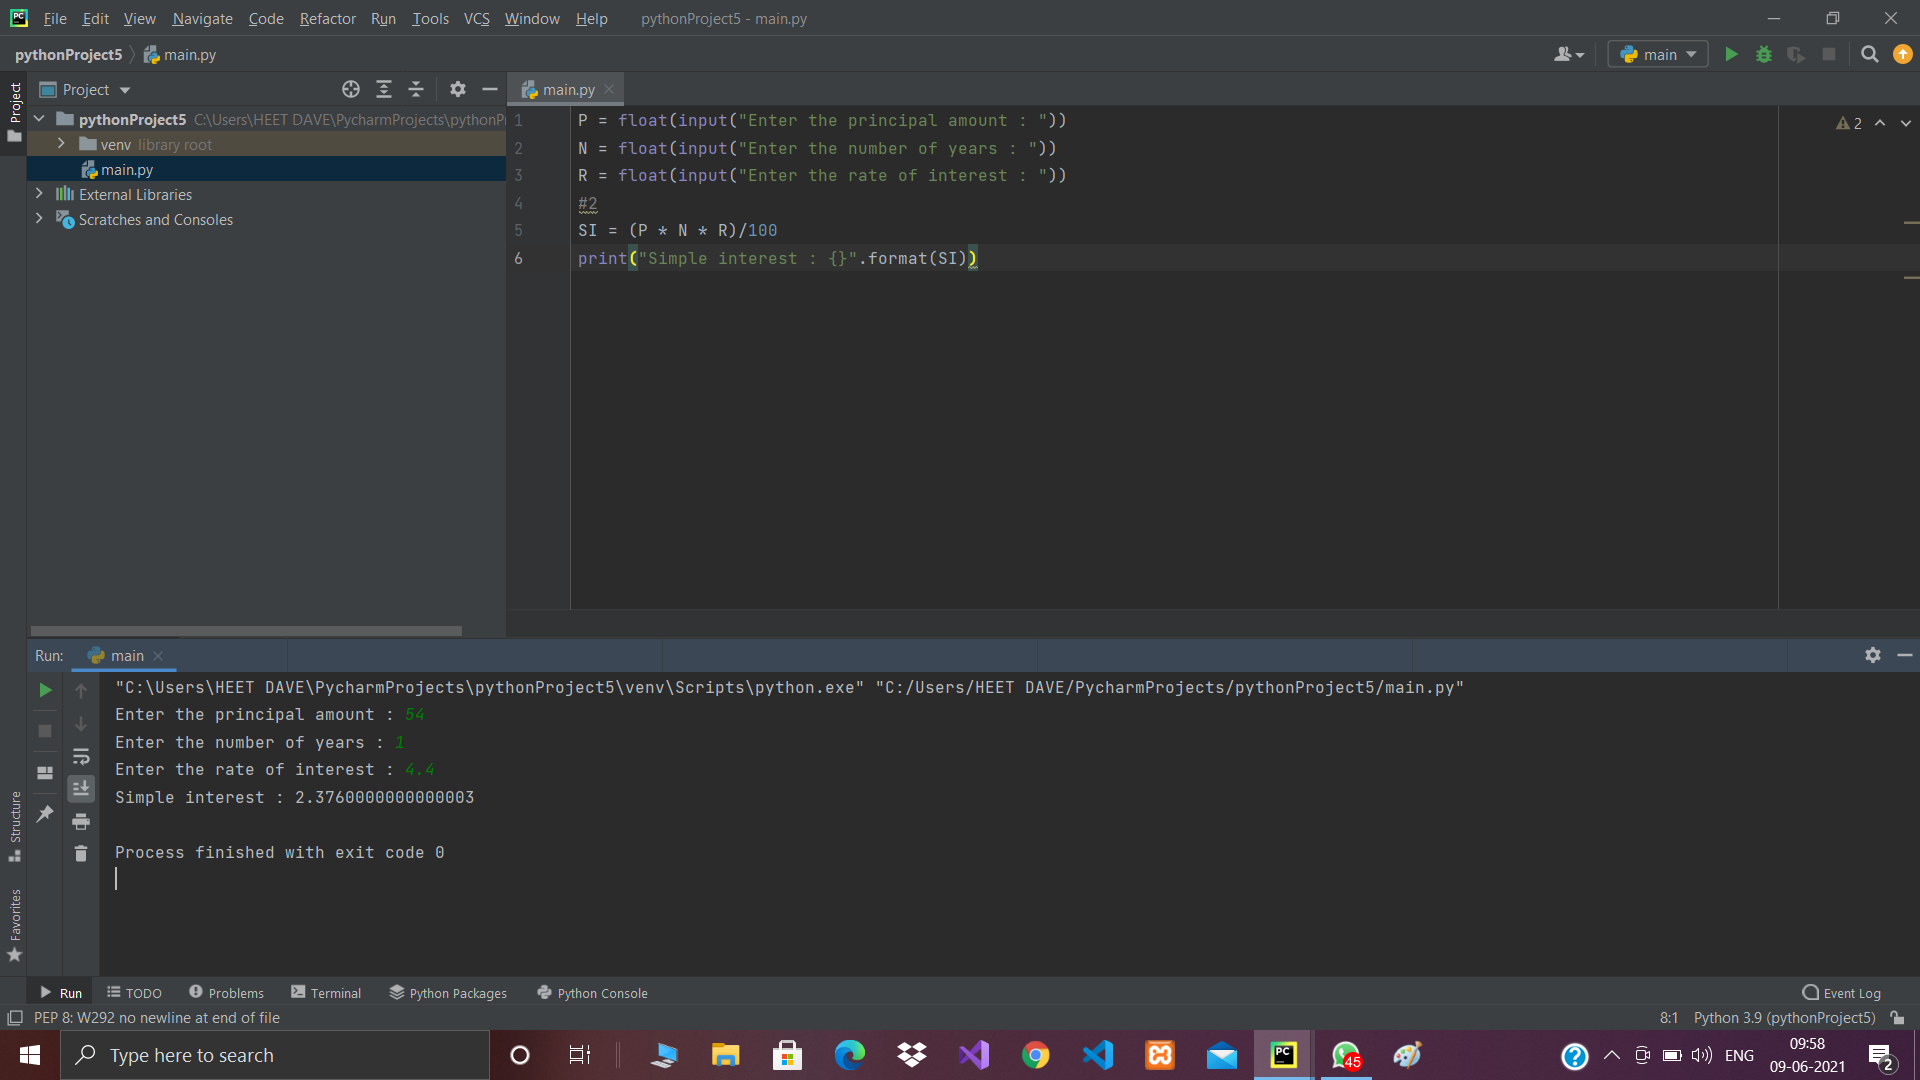 File Edit View Navigate Code Refactor Run Tools VCS Window Help pythonProject5 - main.py
pythonProject5 main.py main
Project main.py
Project
pythonProject5 C:\Users\HEET DAVE\PycharmProjects\pythonP
venv library root
main.py
External Libraries
Scratches and Consoles
1 P = float(input("Enter the principal amount : "))
2 N = float(input("Enter the number of years : "))
3 R = float(input("Enter the rate of interest : "))
4 #2
5 SI = (P * N * R)/100
6 print("Simple interest : {}".format(SI))
2
Run: main
"C:\Users\HEET DAVE\PycharmProjects\pythonProject5\venv\Scripts\python.exe" "C:/Users/HEET DAVE/PycharmProjects/pythonProject5/main.py"
Enter the principal amount : 54
Enter the number of years : 1
Enter the rate of interest : 4.4
Simple interest : 2.3760000000000003
Process finished with exit code 0
Structure
Favorites
Run TODO Problems Terminal Python Packages Python Console Event Log
PEP 8: W292 no newline at end of file 8:1 Python 3.9 (pythonProject5)
Type here to search PC 45 ENG 09:58
09-06-2021 2